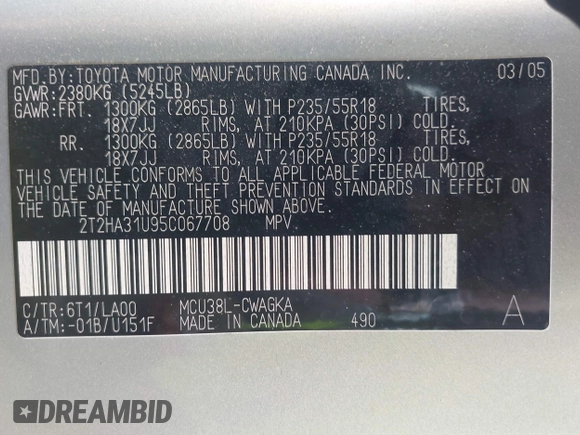 MFD.BY:TOYOTA MOTOR MANUFACTURING CANADA INC. 03/05
GVWR:2380KG (5245LB)
GAWR:FRT. 1300KG (2865LB) WITH P235/55R18 TIRES,
18X7JJ RIMS, AT 210KPA (30PSI) COLD.
RR. 1300KG (2865LB) WITH P235/55R18 TIRES,
18X7JJ RIMS, AT 210KPA (30PSI) COLD.
THIS VEHICLE CONFORMS TO ALL APPLICABLE FEDERAL MOTOR
VEHICLE SAFETY AND THEFT PREVENTION STANDARDS IN EFFECT ON
THE DATE OF MANUFACTURE SHOWN ABOVE.
2T2HA31U95C067708 MPV
C/TR:6T1/LA00 MCU38L-CWAGKA
A/TM:-01B/U151F MADE IN CANADA 490 A
DREAMBID